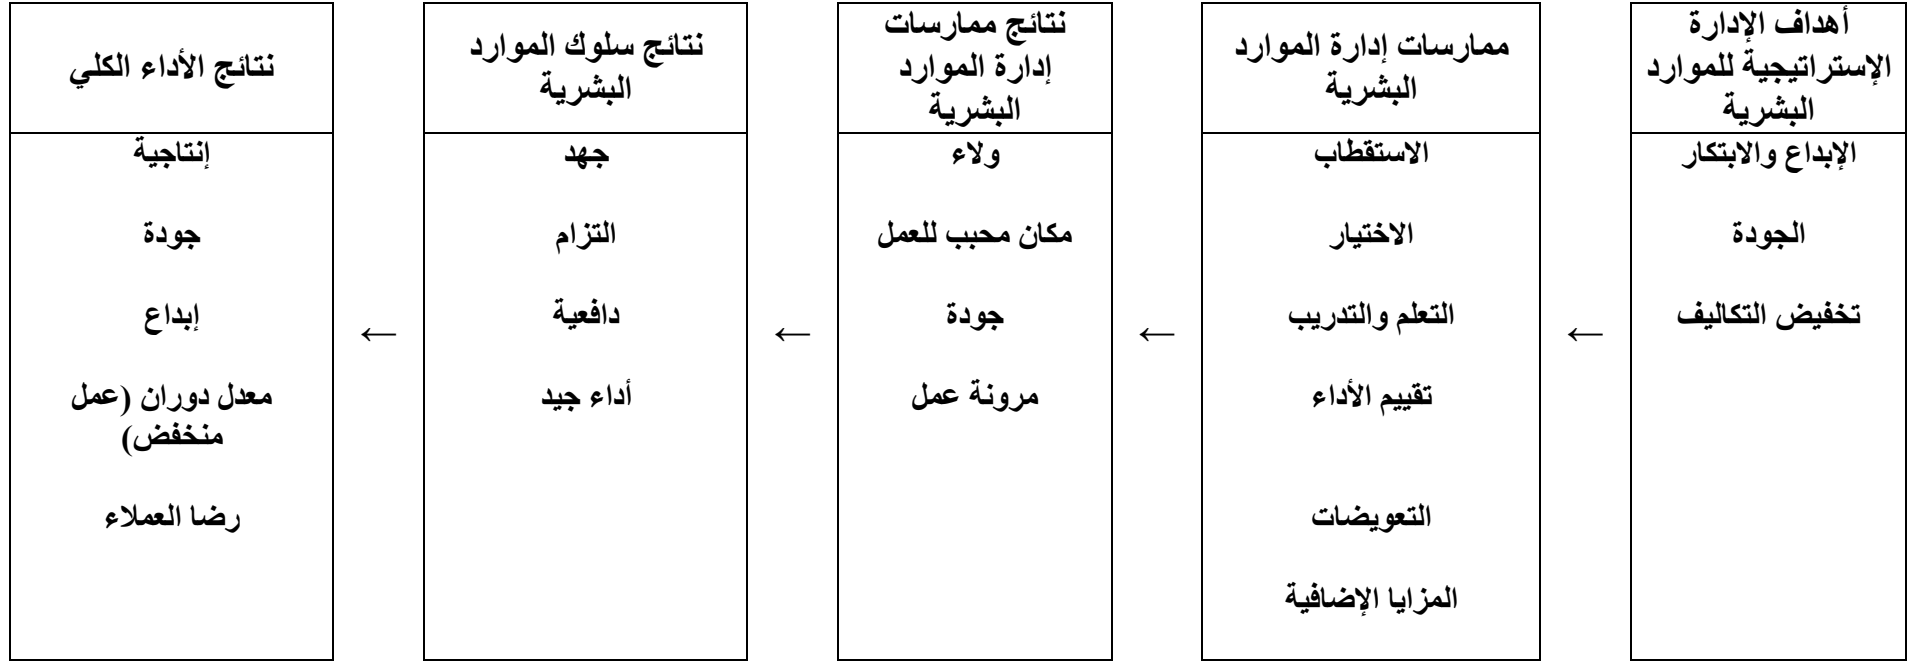 أهداف الإدارة
الإستراتيجية للموارد
البشرية
الإبداع والابتكار
الجودة
تخفيض التكاليف
←
ممارسات إدارة الموارد
البشرية
الاستقطاب
الاختيار
التعلم والتدريب
تقييم الأداء
التعويضات
المزايا الإضافية
←
نتائج ممارسات
إدارة الموارد
البشرية
ولاء
مكان محبب للعمل
جودة
مرونة عمل
←
نتائج سلوك الموارد
البشرية
جهد
التزام
دافعية
أداء جيد
←
نتائج الأداء الكلي
إنتاجية
جودة
إبداع
معدل دوران (عمل
منخفض)
رضا العملاء